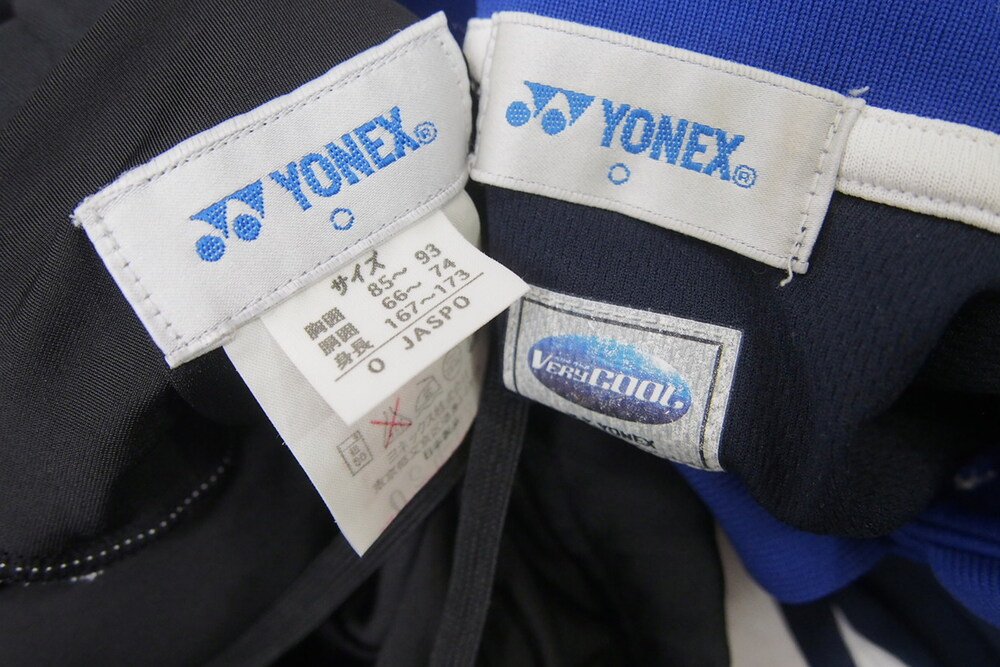 YONEX®
O
サイズ
胸囲 85～ 93
胴囲 66～ 74
身長 167～173
O JASPO
YONEX®
O
VERYCOOL
YONEX